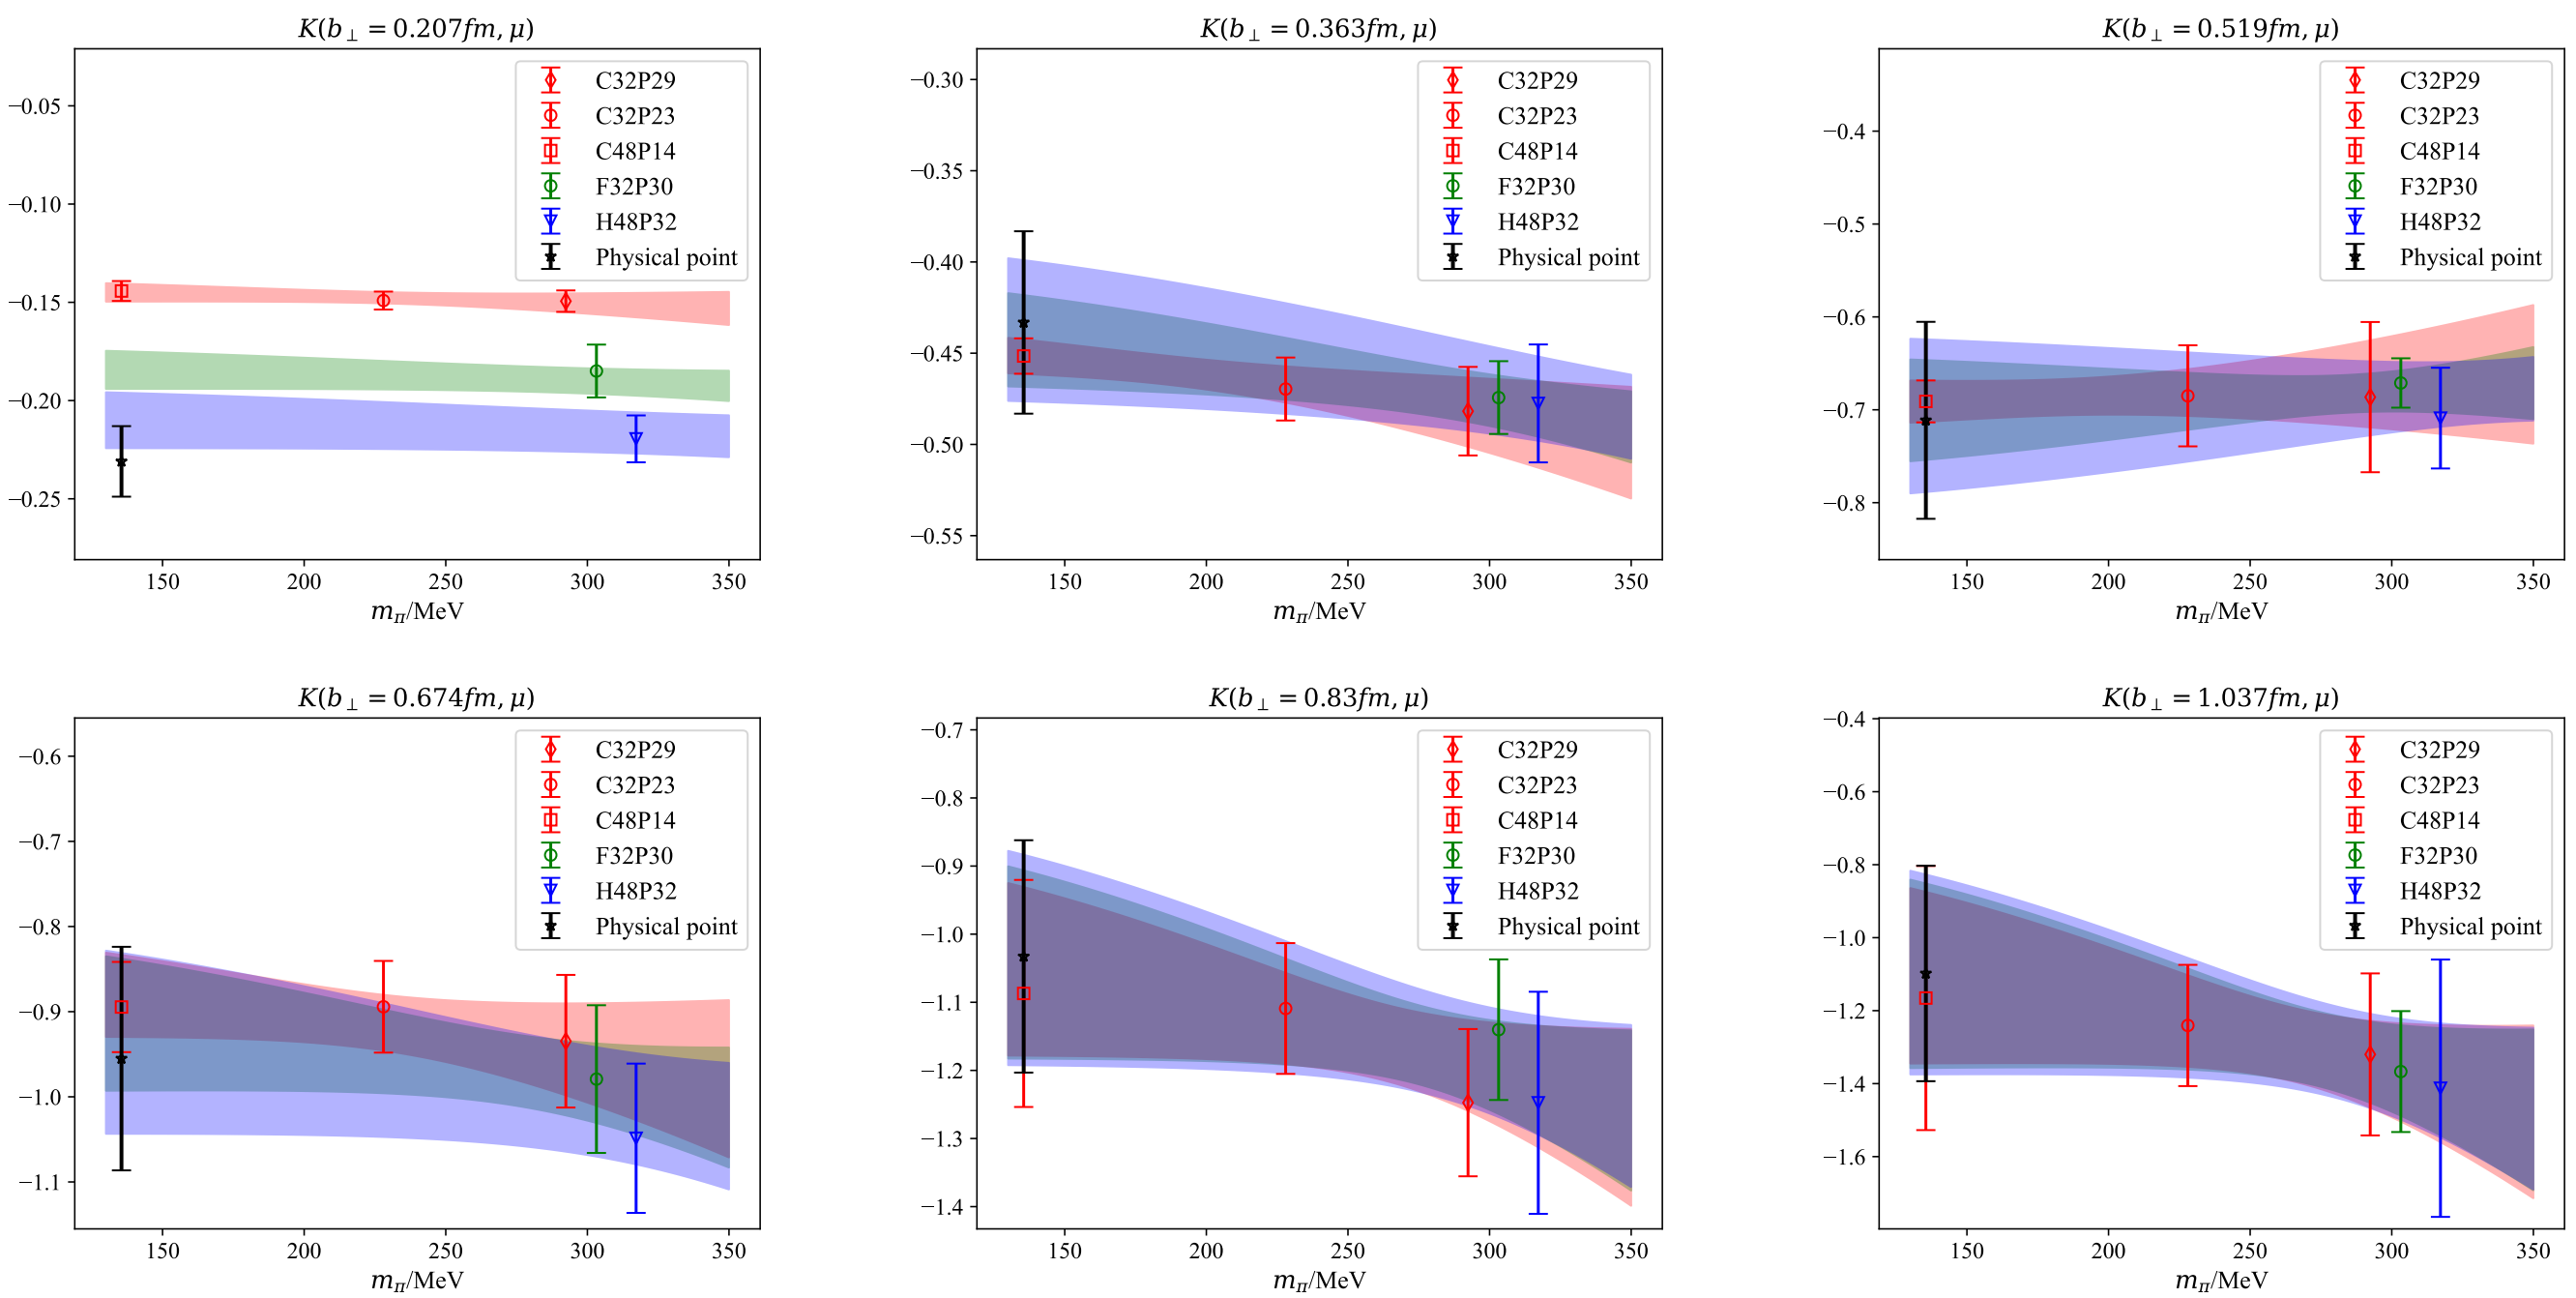 K(b⊥ = 0.207fm, μ)
−0.05
−0.10
−0.15
−0.20
−0.25
C32P29
C32P23
C48P14
F32P30
H48P32
Physical point
150 200 250 300 350
mπ/MeV
K(b⊥ = 0.363fm, μ)
−0.30
−0.35
−0.40
−0.45
−0.50
−0.55
C32P29
C32P23
C48P14
F32P30
H48P32
Physical point
150 200 250 300 350
mπ/MeV
K(b⊥ = 0.519fm, μ)
−0.4
−0.5
−0.6
−0.7
−0.8
C32P29
C32P23
C48P14
F32P30
H48P32
Physical point
150 200 250 300 350
mπ/MeV
K(b⊥ = 0.674fm, μ)
−0.6
−0.7
−0.8
−0.9
−1.0
−1.1
C32P29
C32P23
C48P14
F32P30
H48P32
Physical point
150 200 250 300 350
mπ/MeV
K(b⊥ = 0.83fm, μ)
−0.7
−0.8
−0.9
−1.0
−1.1
−1.2
−1.3
−1.4
C32P29
C32P23
C48P14
F32P30
H48P32
Physical point
150 200 250 300 350
mπ/MeV
K(b⊥ = 1.037fm, μ)
−0.4
−0.6
−0.8
−1.0
−1.2
−1.4
−1.6
C32P29
C32P23
C48P14
F32P30
H48P32
Physical point
150 200 250 300 350
mπ/MeV